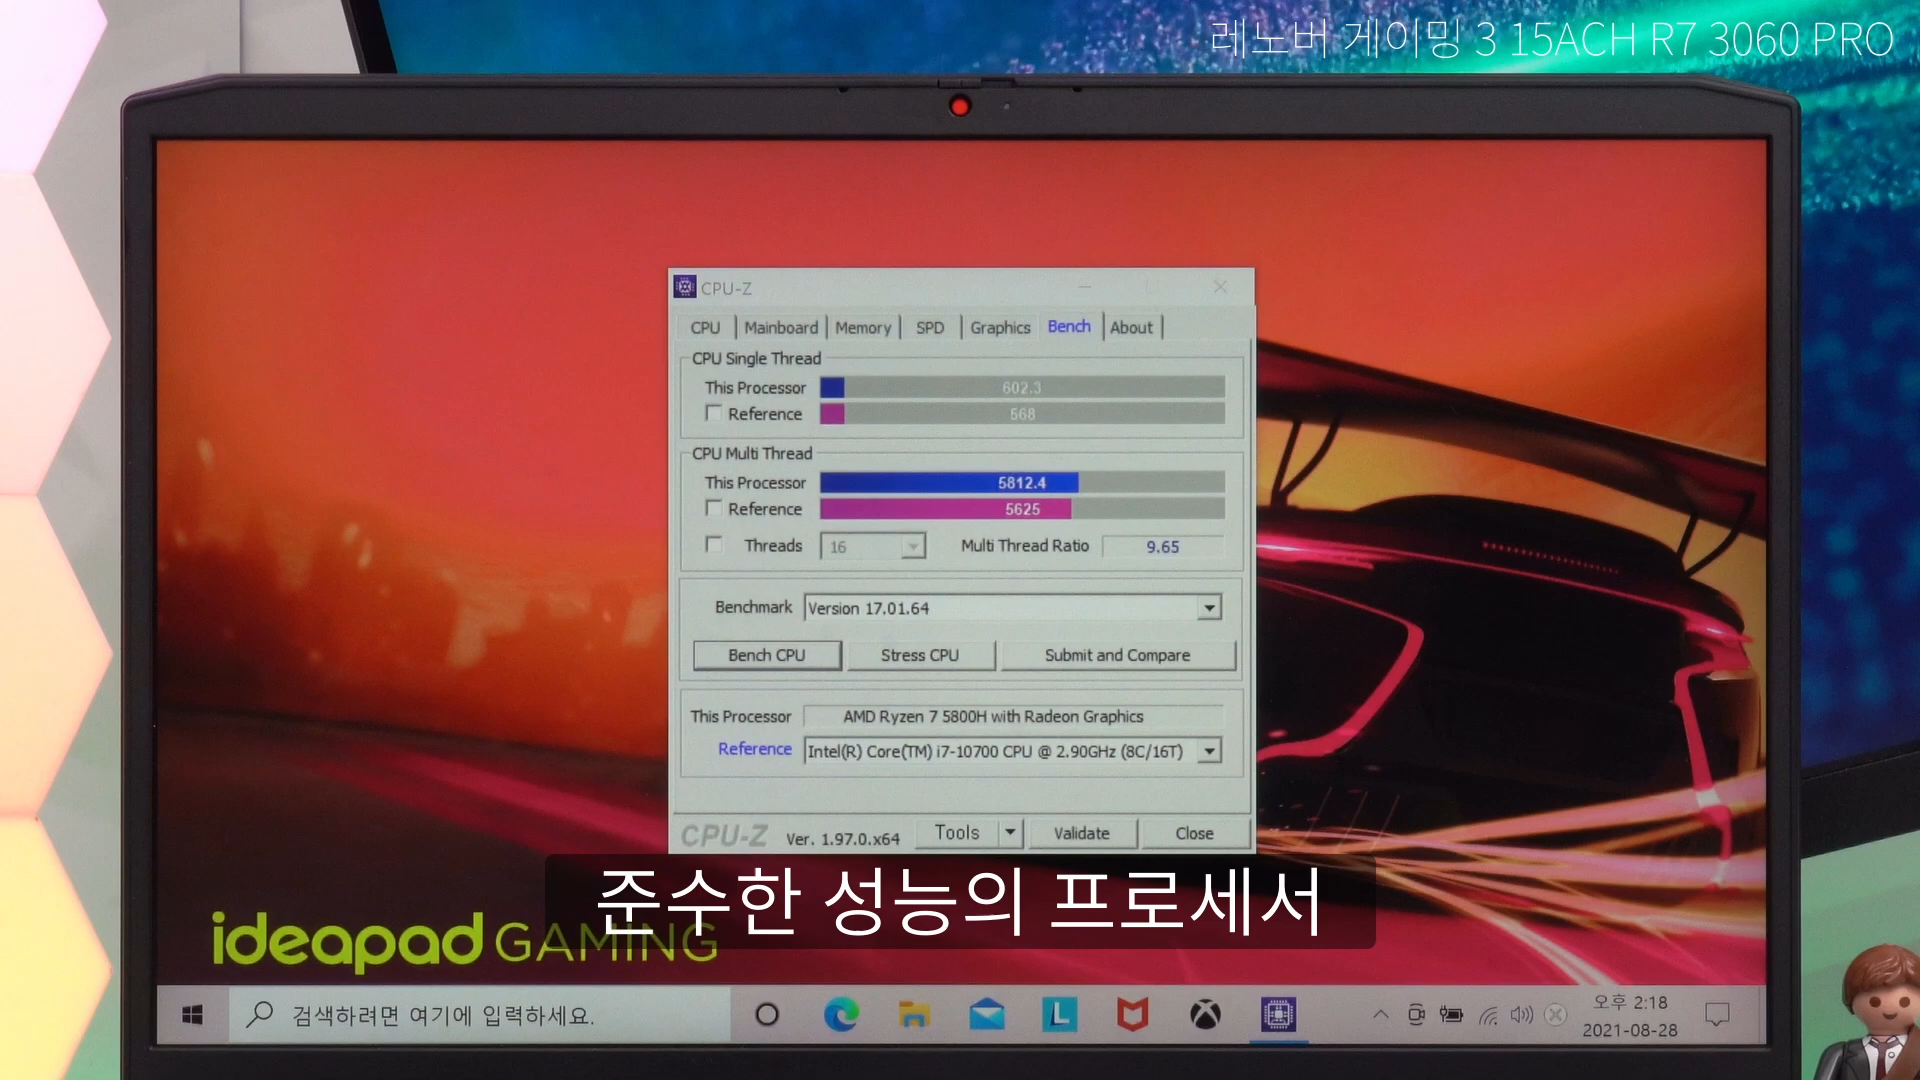 레노버 게이밍 3 15ACH R7 3060 PRO
CPU-Z
CPU Mainboard Memory SPD Graphics Bench About
CPU Single Thread
This Processor 602.3
Reference 568
CPU Multi Thread
This Processor 5812.4
Reference 5625
Threads 16 Multi Thread Ratio 9.65
Benchmark Version 17.01.64
Bench CPU Stress CPU Submit and Compare
This Processor AMD Ryzen 7 5800H with Radeon Graphics
Reference Intel(R) Core(TM) i7-10700 CPU @ 2.90GHz (8C/16T)
CPU-Z Ver. 1.97.0.x64 Tools Validate Close
준수한 성능의 프로세서
ideapad GAMING
검색하려면 여기에 입력하세요.
L
오후 2:18
2021-08-28